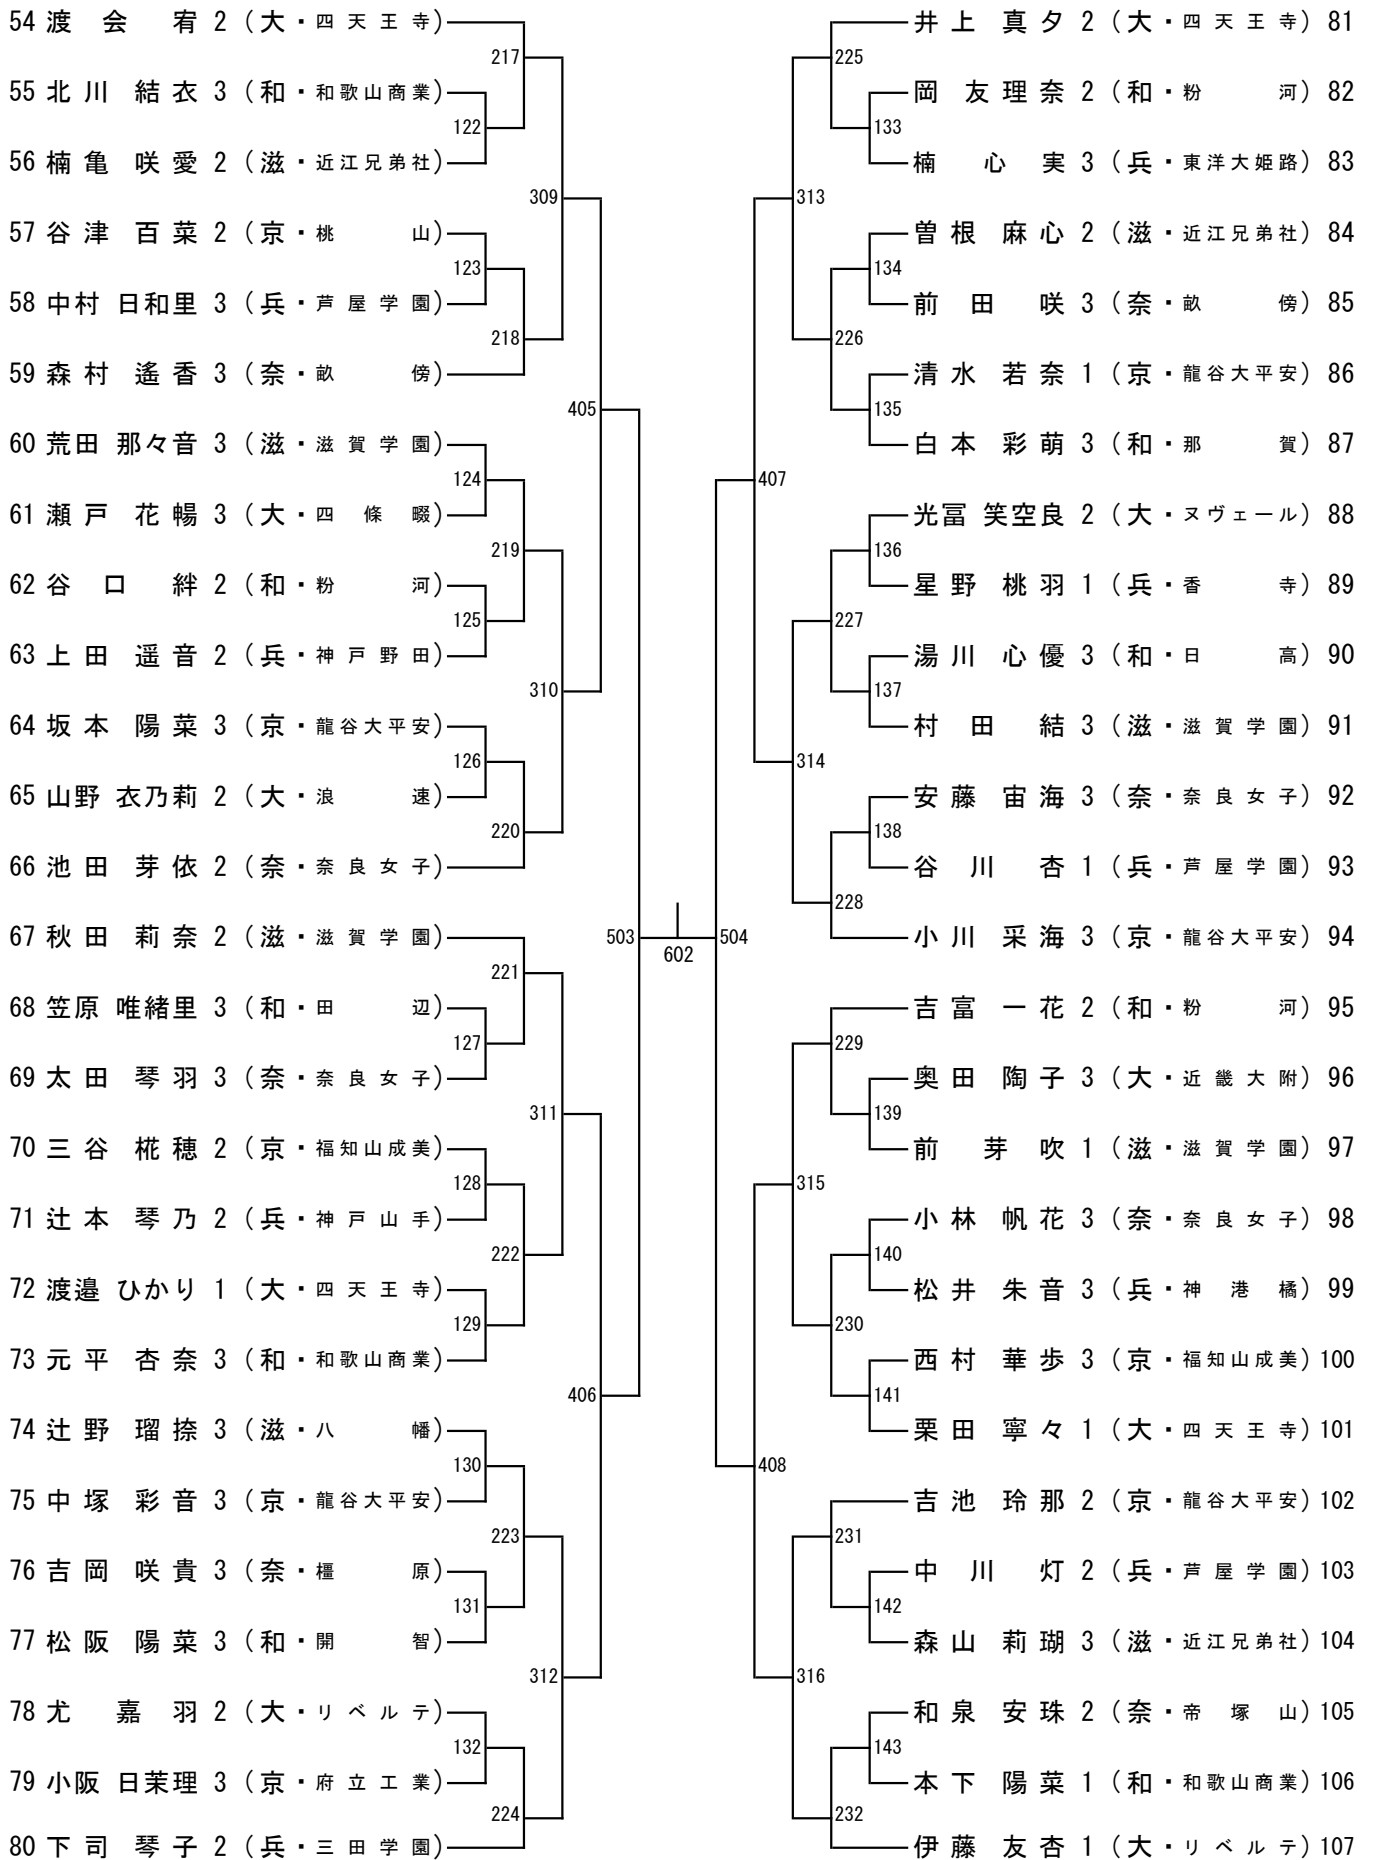 54 渡会 宥 2 (大・四天王寺)
217
55 北川 結衣 3 (和・和歌山商業)
122
56 楠亀 咲愛 2 (滋・近江兄弟社)
309
57 谷津 百菜 2 (京・桃山)
123
58 中村 日和里 3 (兵・芦屋学園)
218
59 森村 遙香 3 (奈・畝傍)
405
60 荒田 那々音 3 (滋・滋賀学園)
124
61 瀬戸 花暢 3 (大・四條畷)
219
62 谷口 絆 2 (和・粉河)
125
63 上田 遥音 2 (兵・神戸野田)
310
64 坂本 陽菜 3 (京・龍谷大平安)
126
65 山野 衣乃莉 2 (大・浪速)
220
66 池田 芽依 2 (奈・奈良女子)
67 秋田 莉奈 2 (滋・滋賀学園)
503
221
68 笠原 唯緒里 3 (和・田辺)
127
69 太田 琴羽 3 (奈・奈良女子)
311
70 三谷 椛穂 2 (京・福知山成美)
128
71 辻本 琴乃 2 (兵・神戸山手)
222
72 渡邉 ひかり 1 (大・四天王寺)
129
73 元平 杏奈 3 (和・和歌山商業)
406
74 辻野 瑠捺 3 (滋・八幡)
130
75 中塚 彩音 3 (京・龍谷大平安)
223
76 吉岡 咲貴 3 (奈・橿原)
131
77 松阪 陽菜 3 (和・開智)
312
78 尤 嘉羽 2 (大・リベルテ)
132
79 小阪 日茉理 3 (京・府立工業)
224
80 下司 琴子 2 (兵・三田学園)
602
井上 真夕 2 (大・四天王寺) 81
225
岡 友理奈 2 (和・粉河) 82
133
楠 心実 3 (兵・東洋大姫路) 83
313
曽根 麻心 2 (滋・近江兄弟社) 84
134
前田 咲 3 (奈・畝傍) 85
226
清水 若奈 1 (京・龍谷大平安) 86
135
白本 彩萌 3 (和・那賀) 87
407
光冨 笑空良 2 (大・ヌヴェール) 88
136
星野 桃羽 1 (兵・香寺) 89
227
湯川 心優 3 (和・日高) 90
137
村田 結 3 (滋・滋賀学園) 91
314
安藤 宙海 3 (奈・奈良女子) 92
138
谷川 杏 1 (兵・芦屋学園) 93
228
小川 采海 3 (京・龍谷大平安) 94
504
吉富 一花 2 (和・粉河) 95
229
奥田 陶子 3 (大・近畿大附) 96
139
前 芽吹 1 (滋・滋賀学園) 97
315
小林 帆花 3 (奈・奈良女子) 98
140
松井 朱音 3 (兵・神港橘) 99
230
西村 華歩 3 (京・福知山成美) 100
141
栗田 寧々 1 (大・四天王寺) 101
408
吉池 玲那 2 (京・龍谷大平安) 102
231
中川 灯 2 (兵・芦屋学園) 103
142
森山 莉瑚 3 (滋・近江兄弟社) 104
316
和泉 安珠 2 (奈・帝塚山) 105
143
本下 陽菜 1 (和・和歌山商業) 106
232
伊藤 友杏 1 (大・リベルテ) 107